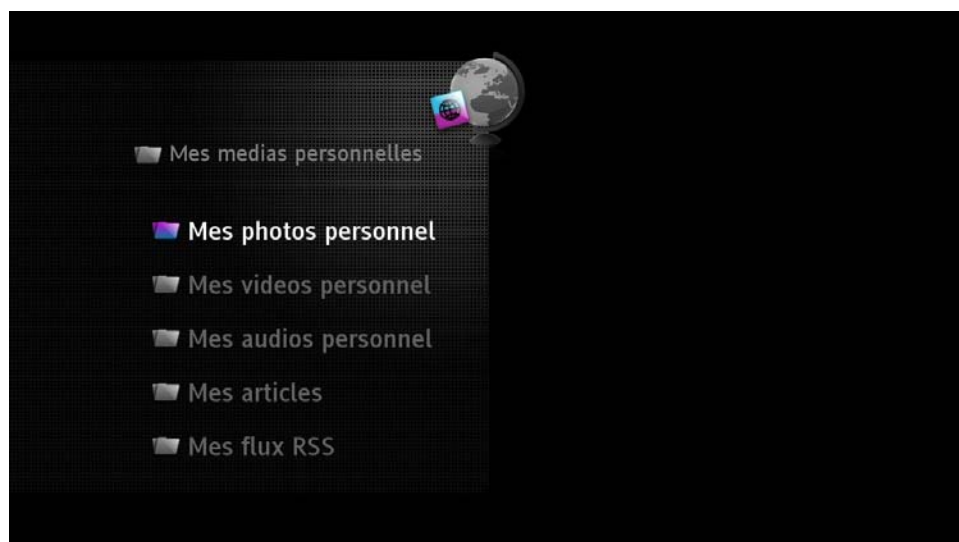 Mes medias personnelles
Mes photos personnel
Mes videos personnel
Mes audios personnel
Mes articles
Mes flux RSS